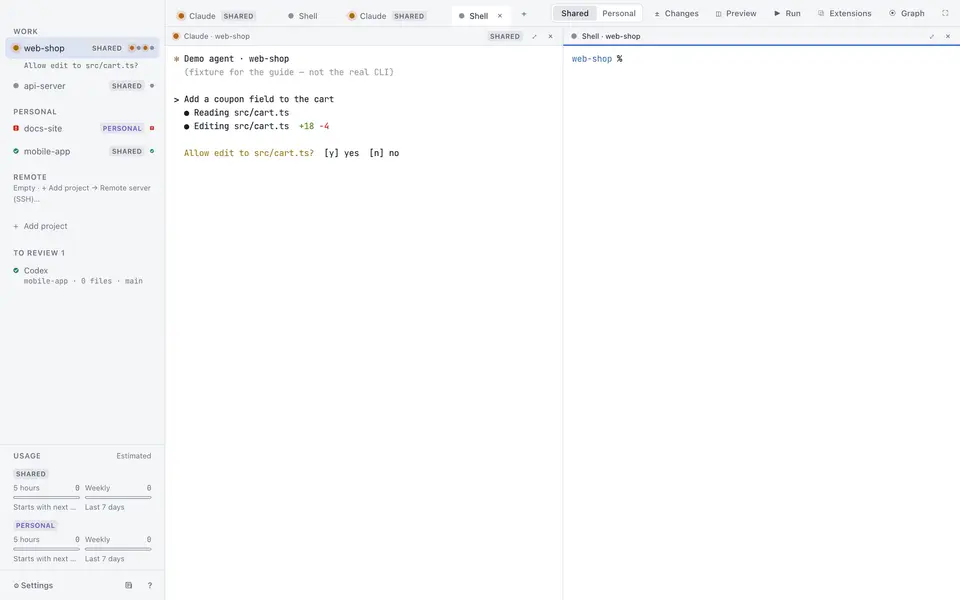 Claude SHARED
Shell
Claude SHARED
Shell ×
+
Shared Personal
Changes
Preview
Run
Extensions
Graph
WORK
web-shop SHARED
Allow edit to src/cart.ts?
api-server SHARED
PERSONAL
docs-site PERSONAL
mobile-app SHARED
REMOTE
Empty · + Add project → Remote server
(SSH)…
+ Add project
TO REVIEW 1
Codex
mobile-app · 0 files · main
USAGE Estimated
SHARED
5 hours 0 Weekly 0
Starts with next … Last 7 days
PERSONAL
5 hours 0 Weekly 0
Starts with next … Last 7 days
Settings ?
Claude · web-shop SHARED ×
Demo agent · web-shop
(fixture for the guide — not the real CLI)
> Add a coupon field to the cart
● Reading src/cart.ts
● Editing src/cart.ts +18 -4
Allow edit to src/cart.ts? [y] yes [n] no
Shell · web-shop ×
web-shop %